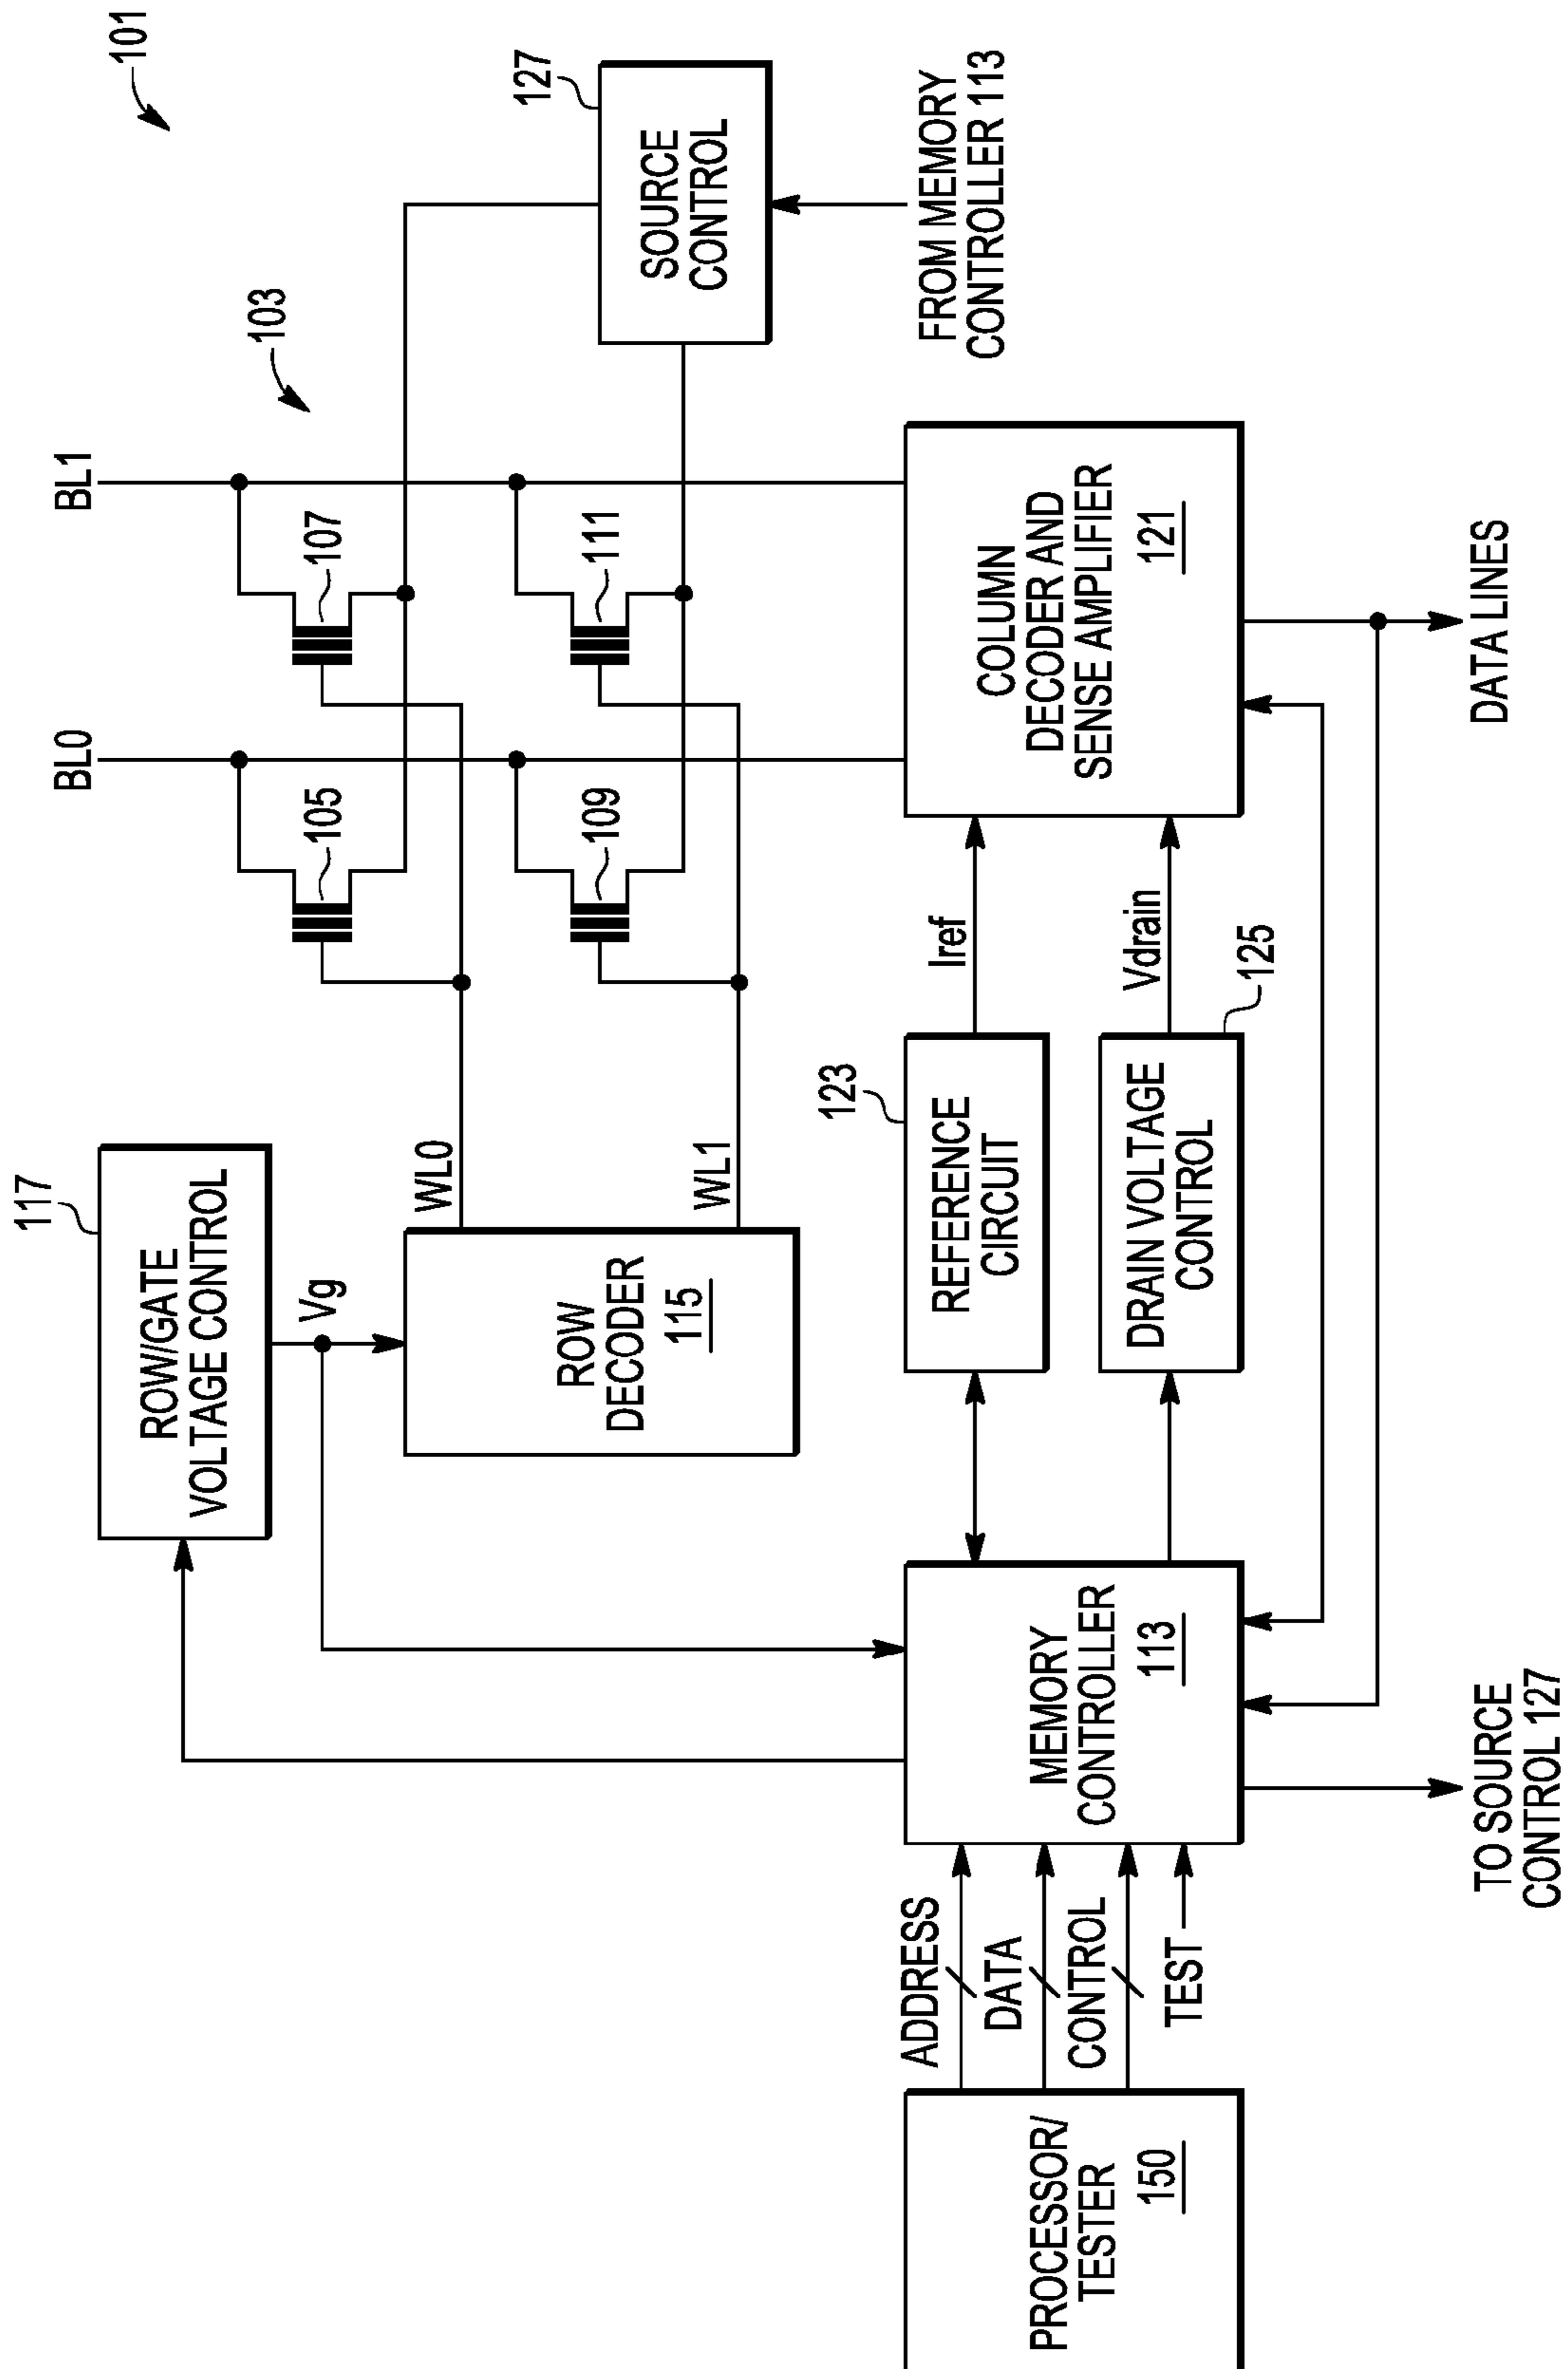 101
103
BL0
BL1
117
ROW/GATE
VOLTAGE CONTROL
Vg
105
107
127
SOURCE
CONTROL
WL0
ROW
DECODER
115
109
111
WL1
FROM MEMORY
CONTROLLER 113
123
REFERENCE
CIRCUIT
Iref
COLUMN
DECODER AND
SENSE AMPLIFIER
121
DRAIN VOLTAGE
CONTROL
Vdrain
125
PROCESSOR/
TESTER
150
ADDRESS
DATA
CONTROL
TEST
MEMORY
CONTROLLER
113
TO SOURCE
CONTROL 127
DATA LINES